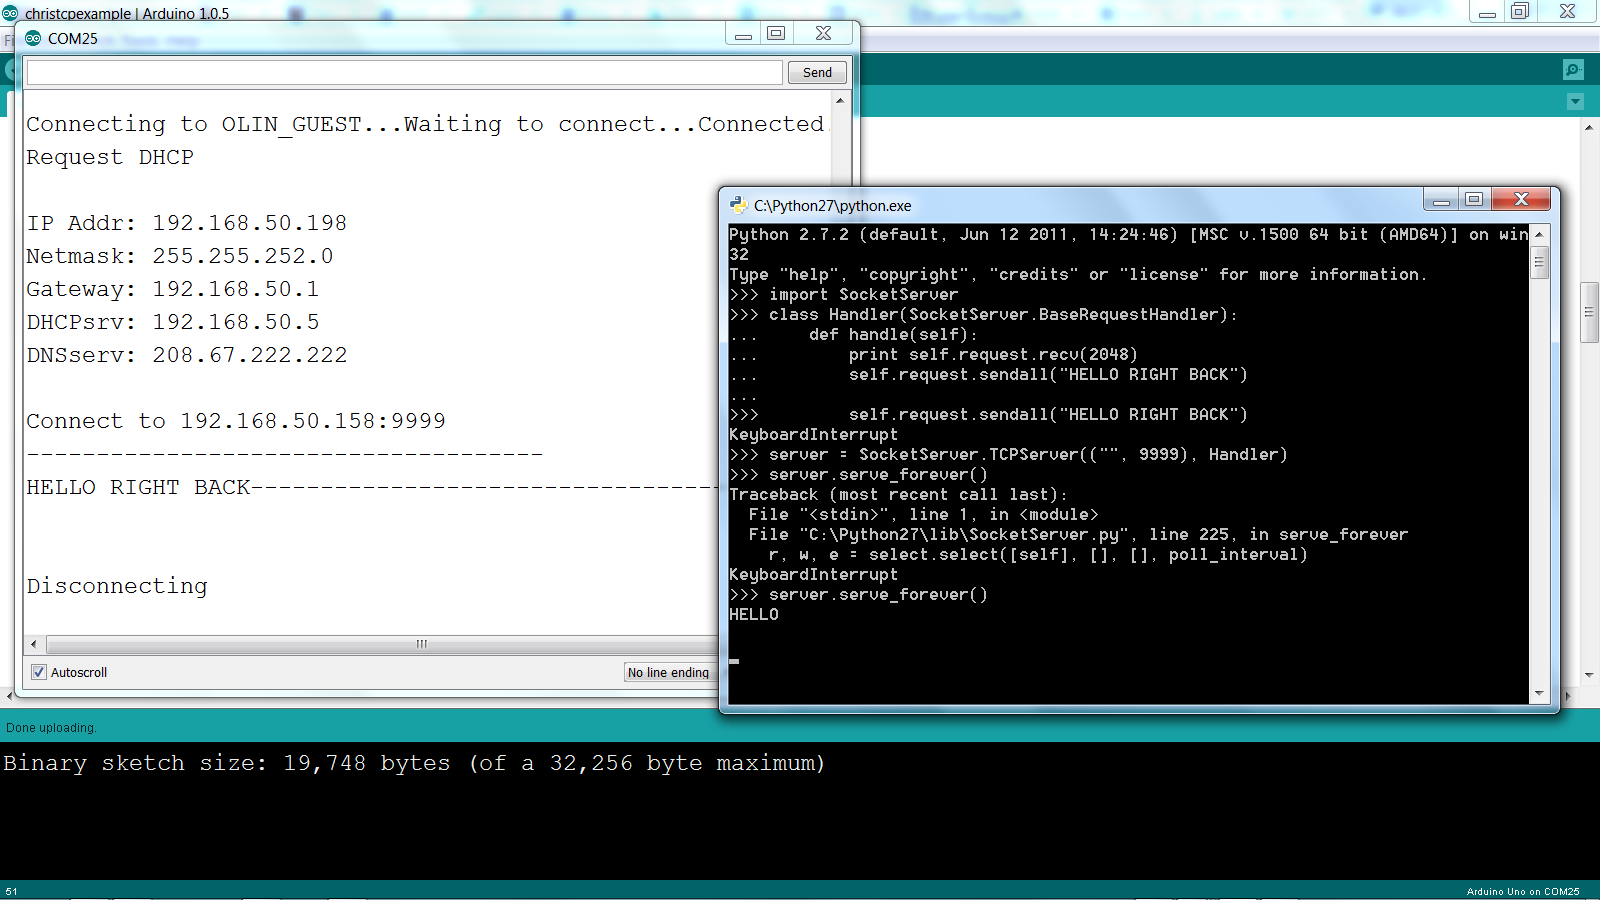 christcpexample | Arduino 1.0.5
COM25
Send
Connecting to OLIN_GUEST...Waiting to connect...Connected.
Request DHCP
IP Addr: 192.168.50.198
Netmask: 255.255.252.0
Gateway: 192.168.50.1
DHCPsrv: 192.168.50.5
DNSserv: 208.67.222.222
Connect to 192.168.50.158:9999
-------------------------------------
HELLO RIGHT BACK----------------------------------
Disconnecting
Autoscroll
No line ending
C:\Python27\python.exe
Python 2.7.2 (default, Jun 12 2011, 14:24:46) [MSC v.1500 64 bit (AMD64)] on win
32
Type "help", "copyright", "credits" or "license" for more information.
>>> import SocketServer
>>> class Handler(SocketServer.BaseRequestHandler):
...     def handle(self):
...         print self.request.recv(2048)
...         self.request.sendall("HELLO RIGHT BACK")
...
>>>         self.request.sendall("HELLO RIGHT BACK")
KeyboardInterrupt
>>> server = SocketServer.TCPServer(("", 9999), Handler)
>>> server.serve_forever()
Traceback (most recent call last):
  File "<stdin>", line 1, in <module>
  File "C:\Python27\lib\SocketServer.py", line 225, in serve_forever
    r, w, e = select.select([self], [], [], poll_interval)
KeyboardInterrupt
>>> server.serve_forever()
HELLO
Done uploading.
Binary sketch size: 19,748 bytes (of a 32,256 byte maximum)
51
Arduino Uno on COM25